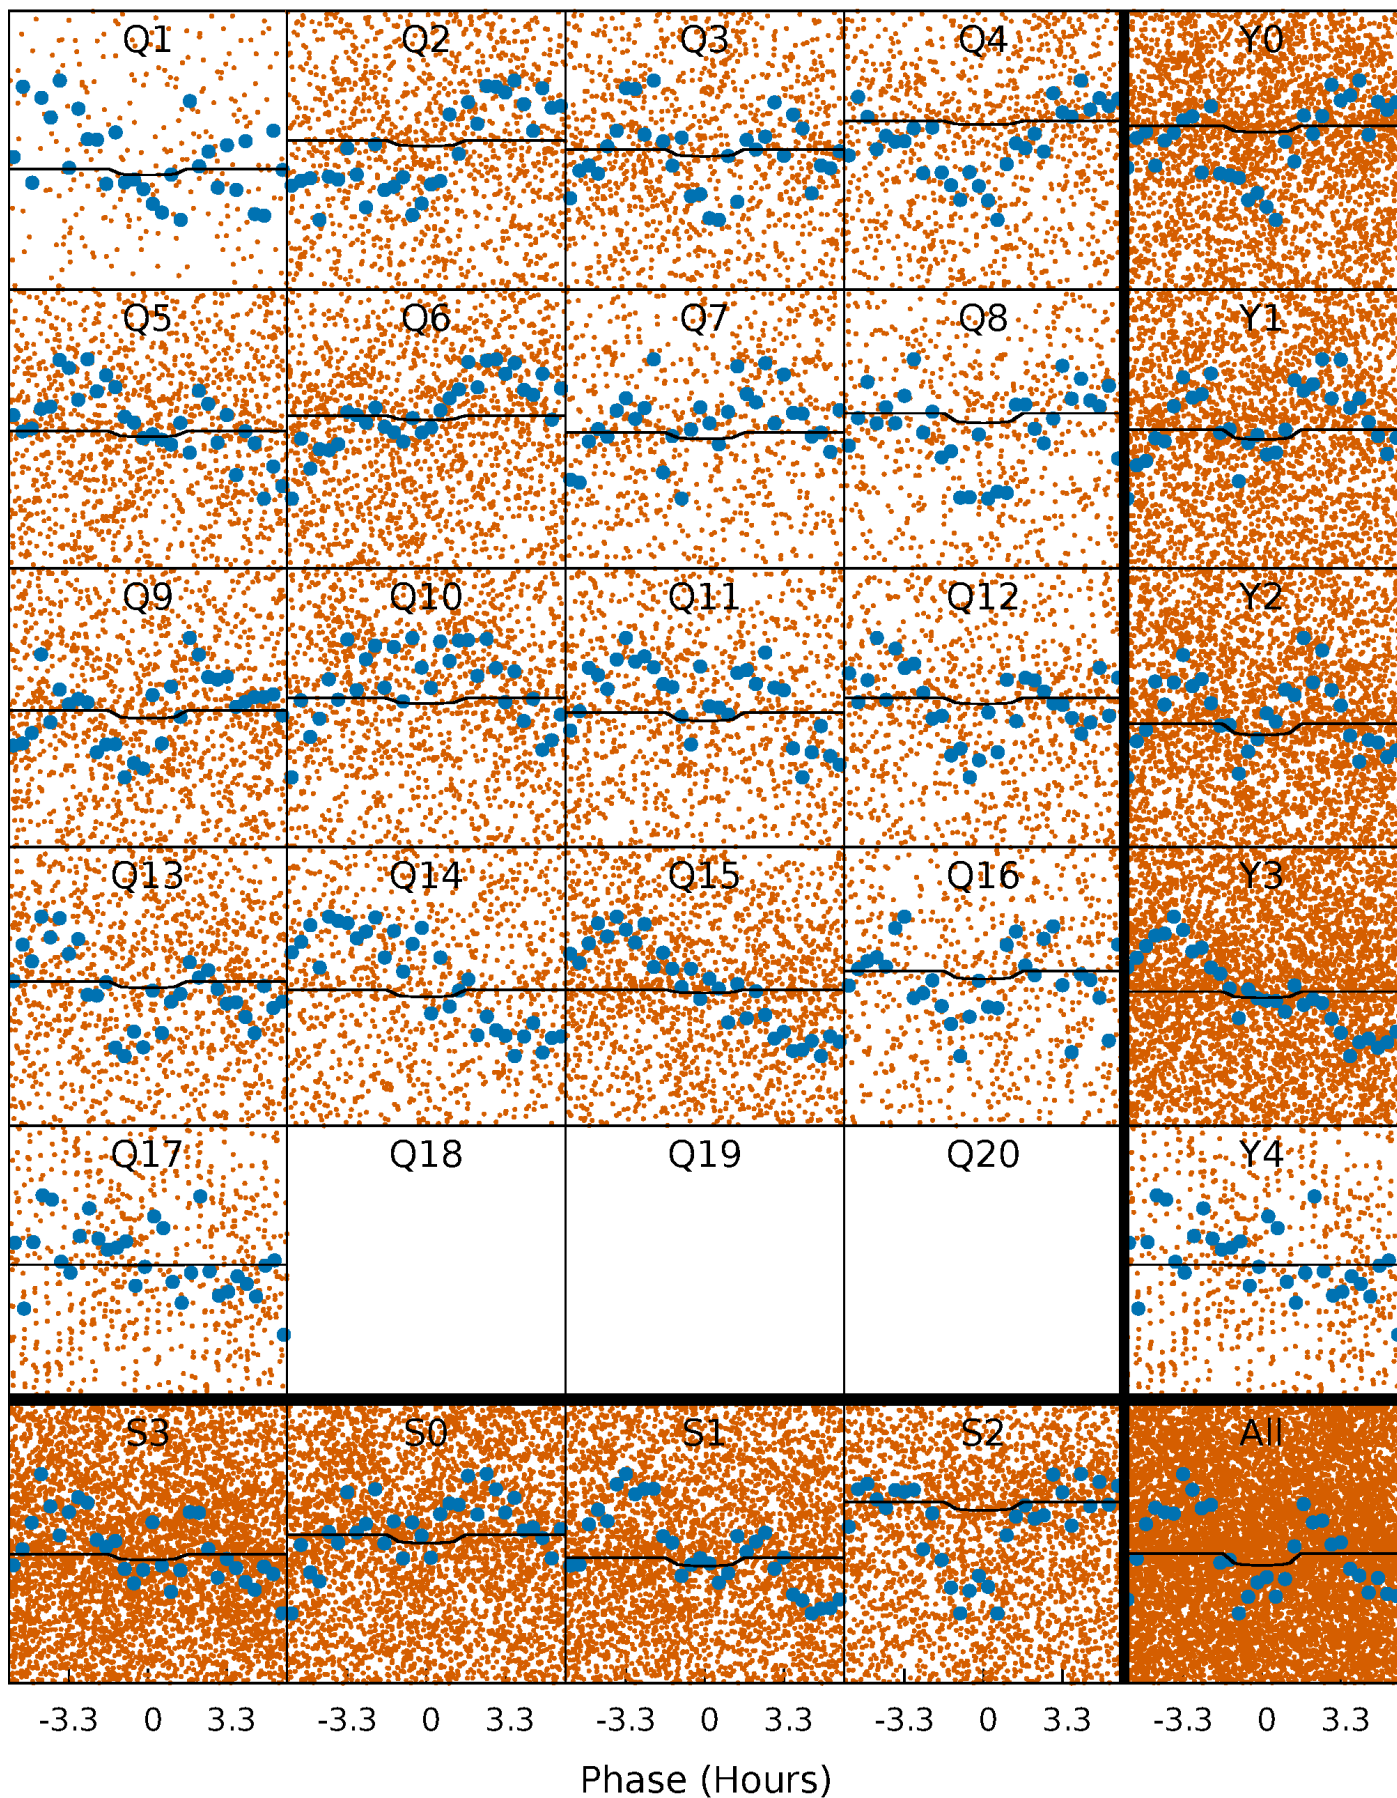 Q1 Q2 Q3 Q4 Y0
Q5 Q6 Q7 Q8 Y1
Q9 Q10 Q11 Q12 Y2
Q13 Q14 Q15 Q16 Y3
Q17 Q18 Q19 Q20 Y4
S3 S0 S1 S2 All
-3.3 0 3.3 -3.3 0 3.3 -3.3 0 3.3 -3.3 0 3.3 -3.3 0 3.3
Phase (Hours)